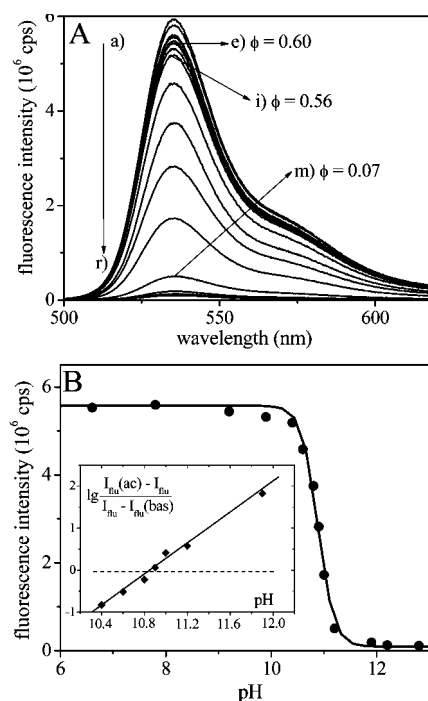 A
a)
e) ϕ = 0.60
i) ϕ = 0.56
m) ϕ = 0.07
r)
fluorescence intensity (10⁶ cps)
6
4
2
0
500 550 600
wavelength (nm)
B
fluorescence intensity (10⁶ cps)
6
4
2
0
lg I_flu(ac) - I_flu / I_flu - I_flu(bas)
2
1
0
-1
10.4 10.8 11.2 11.6 12.0
pH
6 8 10 12
pH